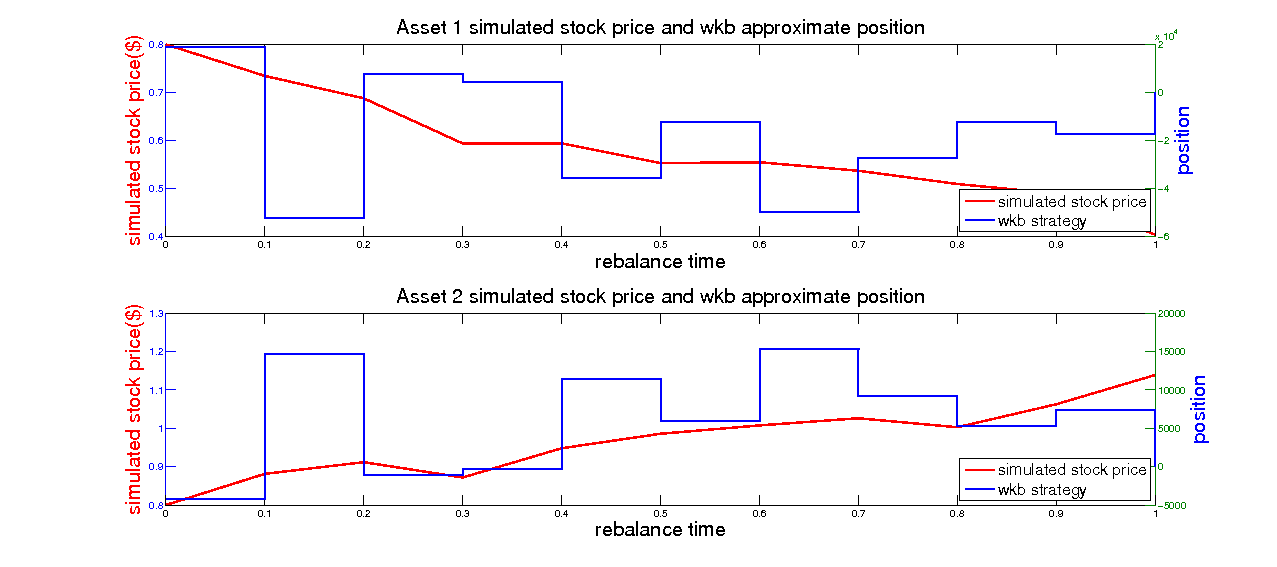 Asset 1 simulated stock price and wkb approximate position
x 10^4
simulated stock price($)
0.8
0.7
0.6
0.5
0.4
2
0
−2
−4
−6
position
simulated stock price
wkb strategy
0 0.1 0.2 0.3 0.4 0.5 0.6 0.7 0.8 0.9 1
rebalance time
Asset 2 simulated stock price and wkb approximate position
simulated stock price($)
1.3
1.2
1.1
1
0.9
0.8
20000
15000
10000
5000
0
−5000
position
simulated stock price
wkb strategy
0 0.1 0.2 0.3 0.4 0.5 0.6 0.7 0.8 0.9 1
rebalance time